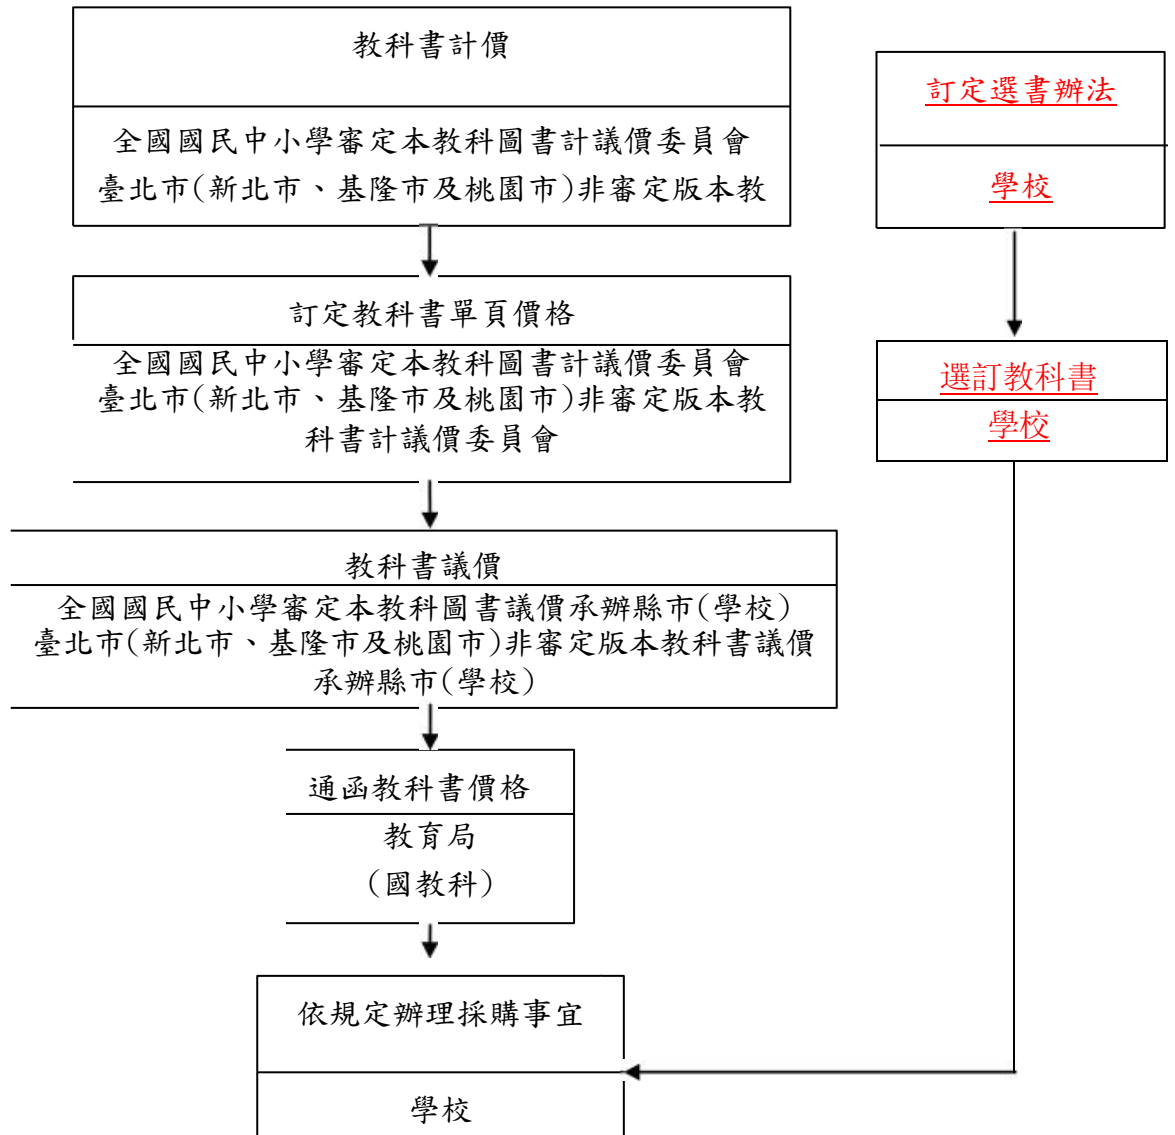 教科書計價
全國國民中小學審定本教科圖書計議價委員會
臺北市(新北市、基隆市及桃園市)非審定版本教
訂定教科書單頁價格
全國國民中小學審定本教科圖書計議價委員會
臺北市(新北市、基隆市及桃園市)非審定版本教
科書計議價委員會
教科書議價
全國國民中小學審定本教科圖書議價承辦縣市(學校)
臺北市(新北市、基隆市及桃園市)非審定版本教科書議價
承辦縣市(學校)
通函教科書價格
教育局
(國教科)
訂定選書辦法
學校
選訂教科書
學校
依規定辦理採購事宜
學校